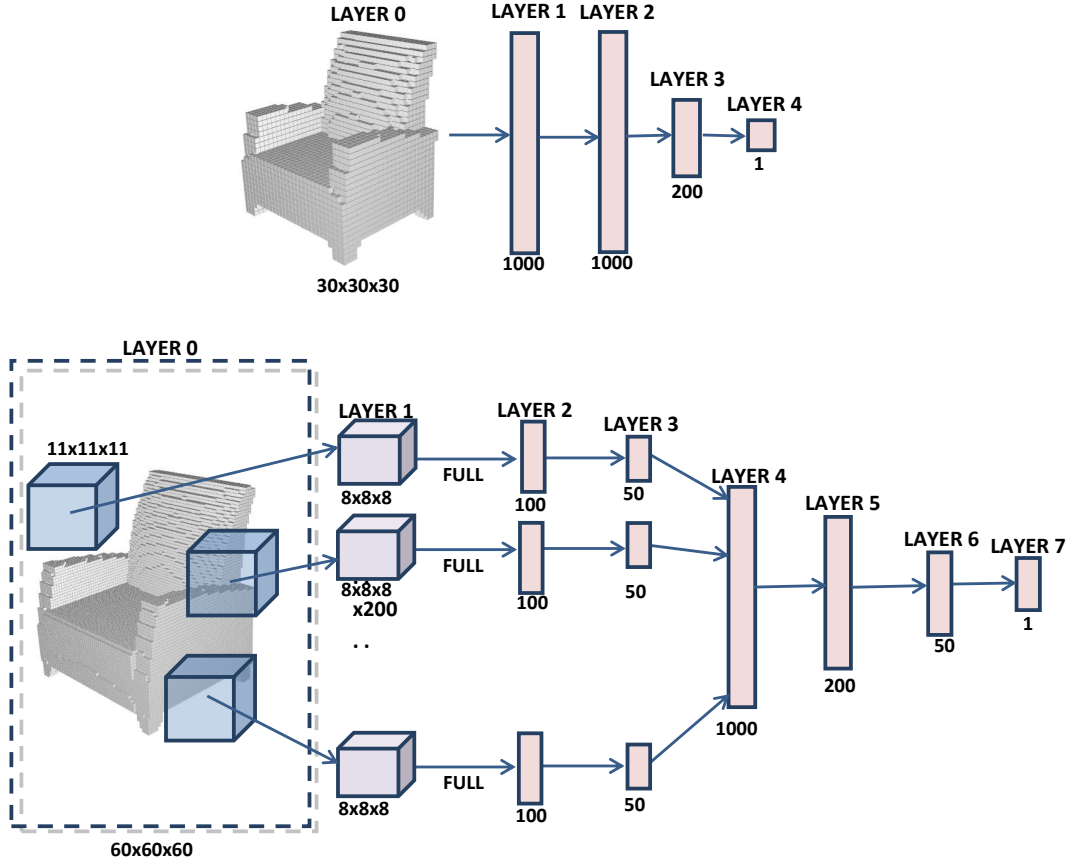 LAYER 0
LAYER 1
LAYER 2
LAYER 3
LAYER 4
1
200
1000
1000
30x30x30
LAYER 0
11x11x11
60x60x60
LAYER 1
LAYER 2
LAYER 3
LAYER 4
LAYER 5
LAYER 6
LAYER 7
8x8x8
FULL
100
50
8x8x8
x200
. .
. .
FULL
100
50
8x8x8
FULL
100
50
1000
200
50
1